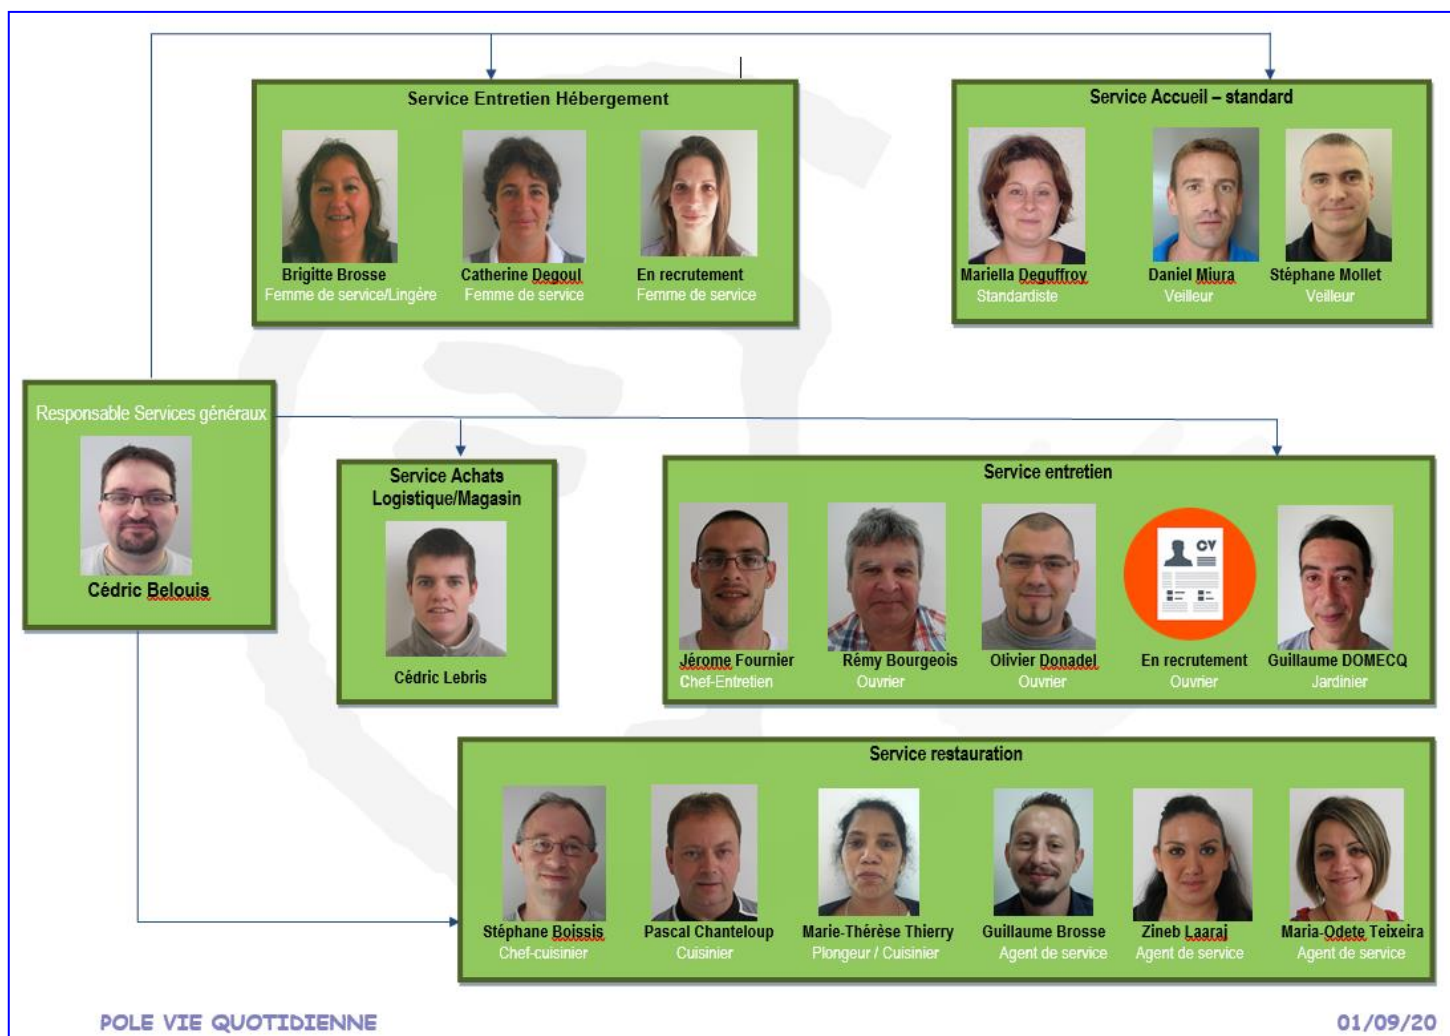 Service Entretien Hébergement
Brigitte Brosse
Femme de service/Lingère
Catherine Degoul
Femme de service
En recrutement
Femme de service
Service Accueil – standard
Mariella Deguffroy
Standardiste
Daniel Miura
Veilleur
Stéphane Mollet
Veilleur
Responsable Services généraux
Cédric Belouis
Service Achats
Logistique/Magasin
Cédric Lebris
Service entretien
Jérome Fournier
Chef-Entretien
Rémy Bourgeois
Ouvrier
Olivier Donadel
Ouvrier
CV
En recrutement
Ouvrier
Guillaume DOMECQ
Jardinier
Service restauration
Stéphane Boissis
Chef-cuisinier
Pascal Chanteloup
Cuisinier
Marie-Thérèse Thierry
Plongeur / Cuisinier
Guillaume Brosse
Agent de service
Zineb Laaraj
Agent de service
Maria-Odete Teixeira
Agent de service
POLE VIE QUOTIDIENNE
01/09/20